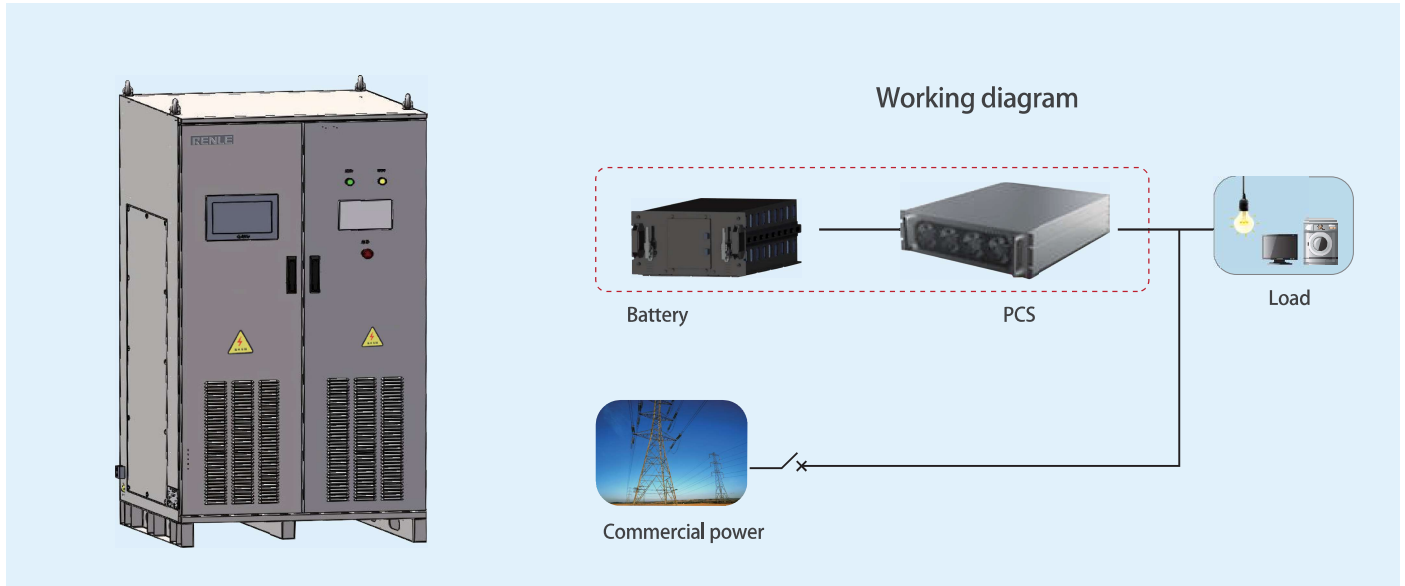 RENLE
Working diagram
Battery
PCS
Load
Commercial power